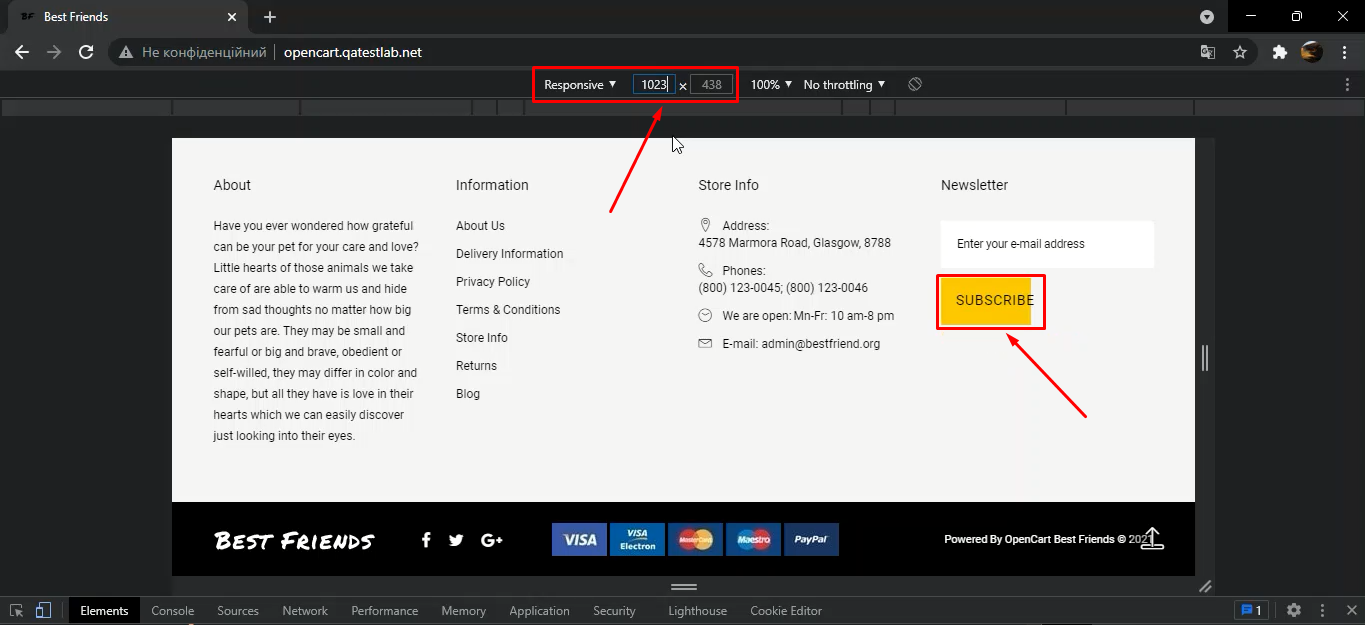 Best Friends
Не конфіденційний
opencart.qatestlab.net
Responsive
1023
×
438
100%
No throttling
About
Have you ever wondered how grateful
can be your pet for your care and love?
Little hearts of those animals we take
care of are able to warm us and hide
from sad thoughts no matter how big
our pets are. They may be small and
fearful or big and brave, obedient or
self-willed, they may differ in color and
shape, but all they have is love in their
hearts which we can easily discover
just looking into their eyes.
Information
About Us
Delivery Information
Privacy Policy
Terms & Conditions
Store Info
Returns
Blog
Store Info
Address:
4578 Marmora Road, Glasgow, 8788
Phones:
(800) 123-0045; (800) 123-0046
We are open: Mn-Fr: 10 am-8 pm
E-mail: admin@bestfriend.org
Newsletter
Enter your e-mail address
SUBSCRIBE
BEST FRIENDS
VISA
VISA
Electron
MasterCard
Maestro
PayPal
Powered By OpenCart Best Friends © 2021
Elements
Console
Sources
Network
Performance
Memory
Application
Security
Lighthouse
Cookie Editor
1